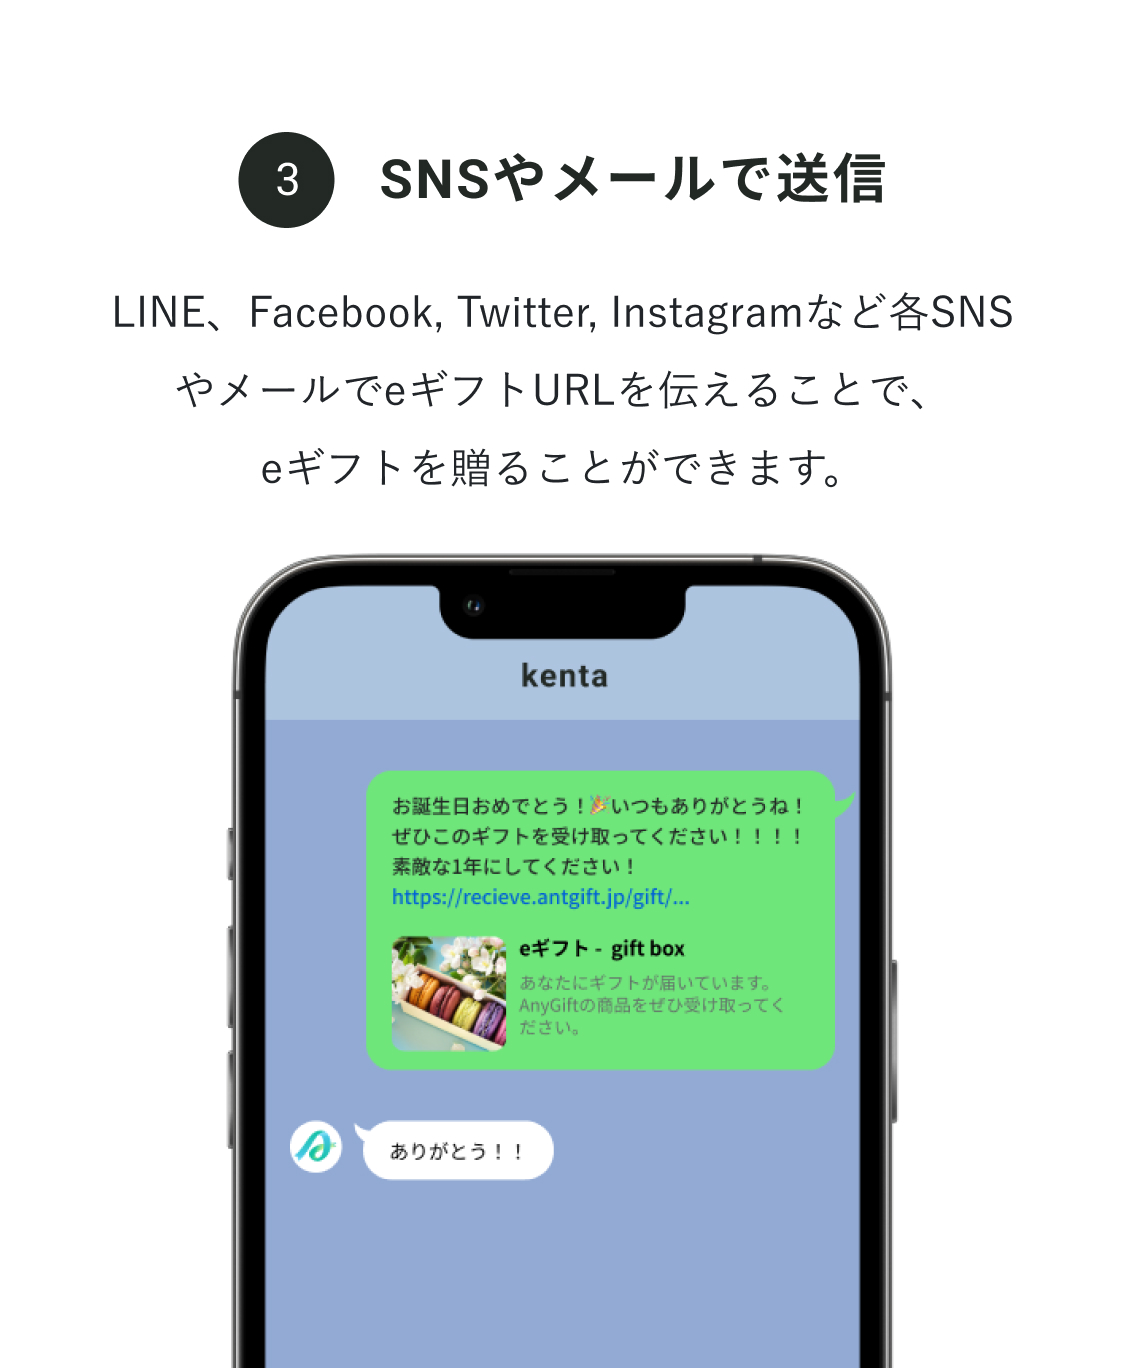 3 SNSやメールで送信
LINE、Facebook, Twitter, Instagramなど各SNS
やメールでeギフトURLを伝えることで、
eギフトを贈ることができます。
kenta
お誕生日おめでとう！🎉いつもありがとうね！
ぜひこのギフトを受け取ってください！！！！
素敵な1年にしてください！
https://recieve.antgift.jp/gift/...
eギフト - gift box
あなたにギフトが届いています。
AnyGiftの商品をぜひ受け取ってく
ださい。
ありがとう！！